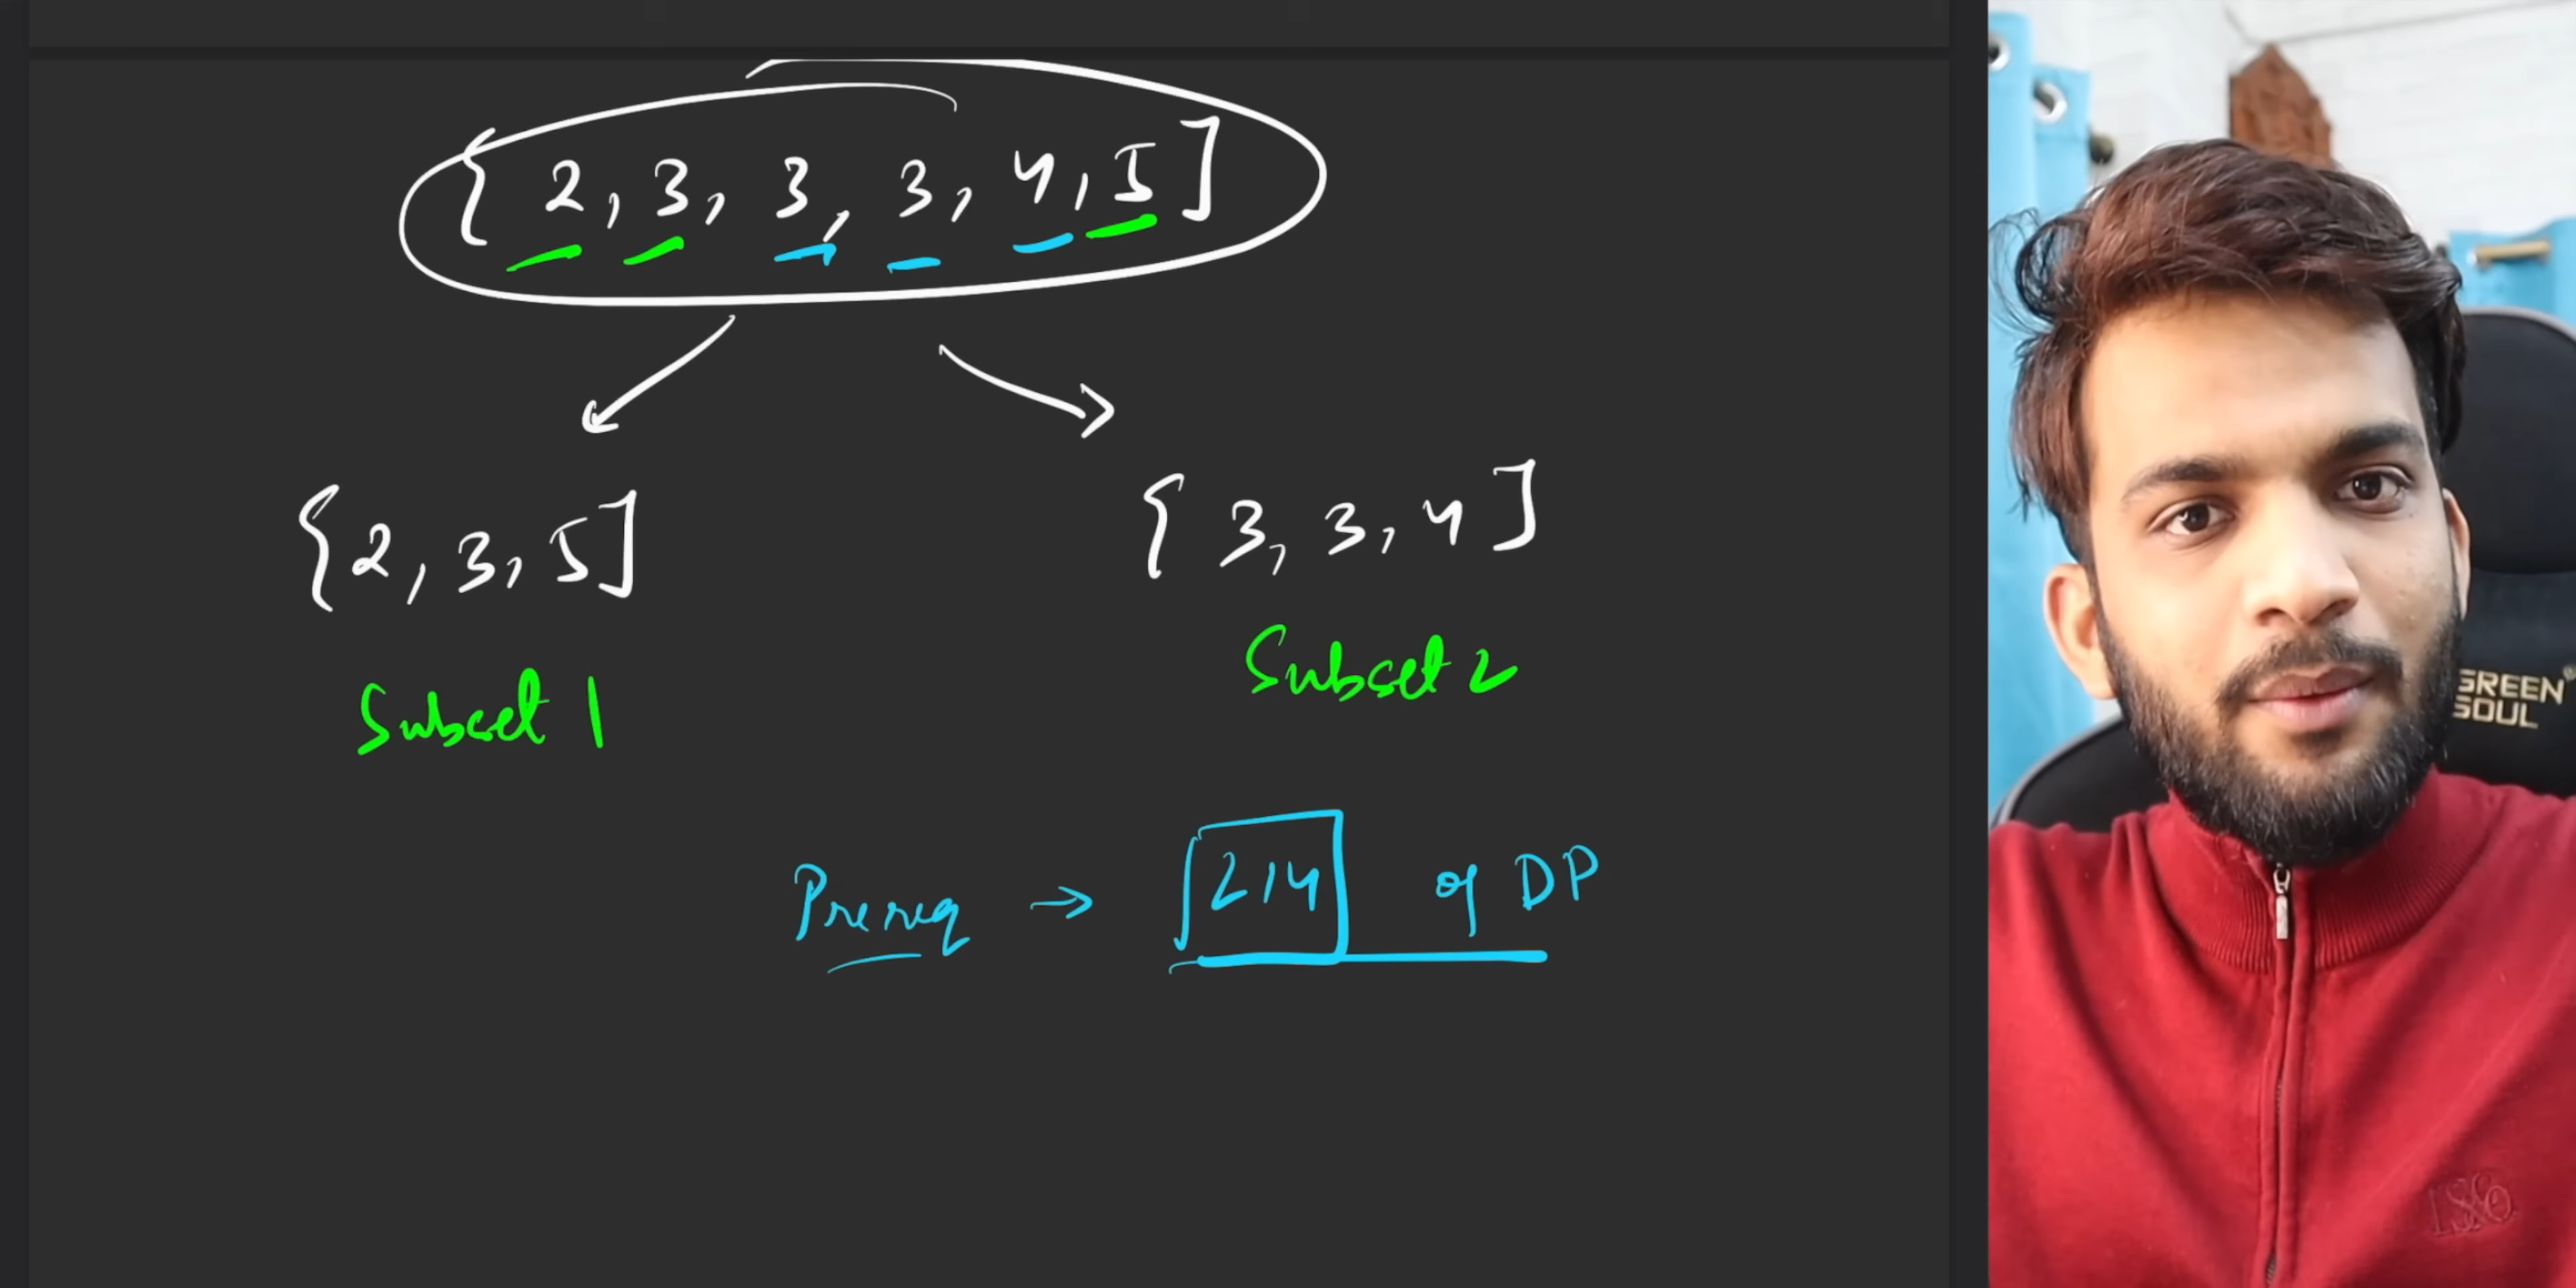 { 2, 3, 3, 3, 4, 5 ]
{ 2, 3, 5 ]
{ 3, 3, 4 ]
Subset 1
Subset 2
GREEN
SOUL
Prereq → [214] of DP